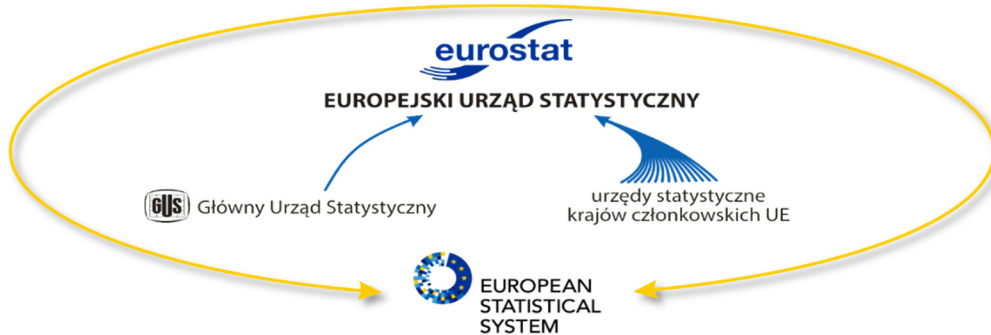 eurostat
EUROPEJSKI URZĄD STATYSTYCZNY
GUS Główny Urząd Statystyczny
urzędy statystyczne
krajów członkowskich UE
EUROPEAN
STATISTICAL
SYSTEM